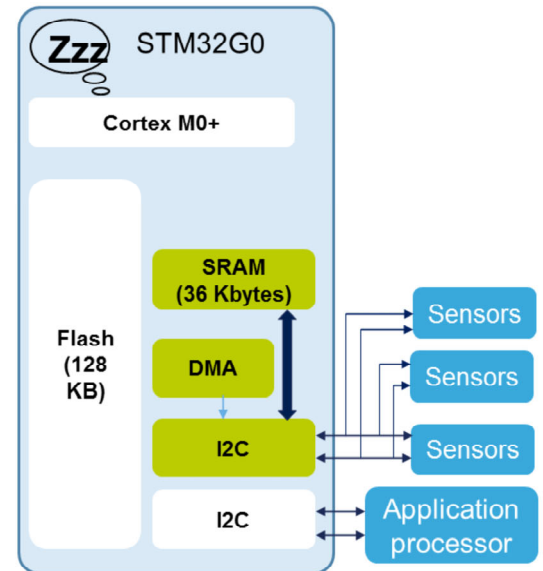 Zzz
STM32G0
Cortex M0+
SRAM
(36 Kbytes)
Flash
(128
KB)
DMA
I2C
I2C
Sensors
Sensors
Sensors
Application
processor